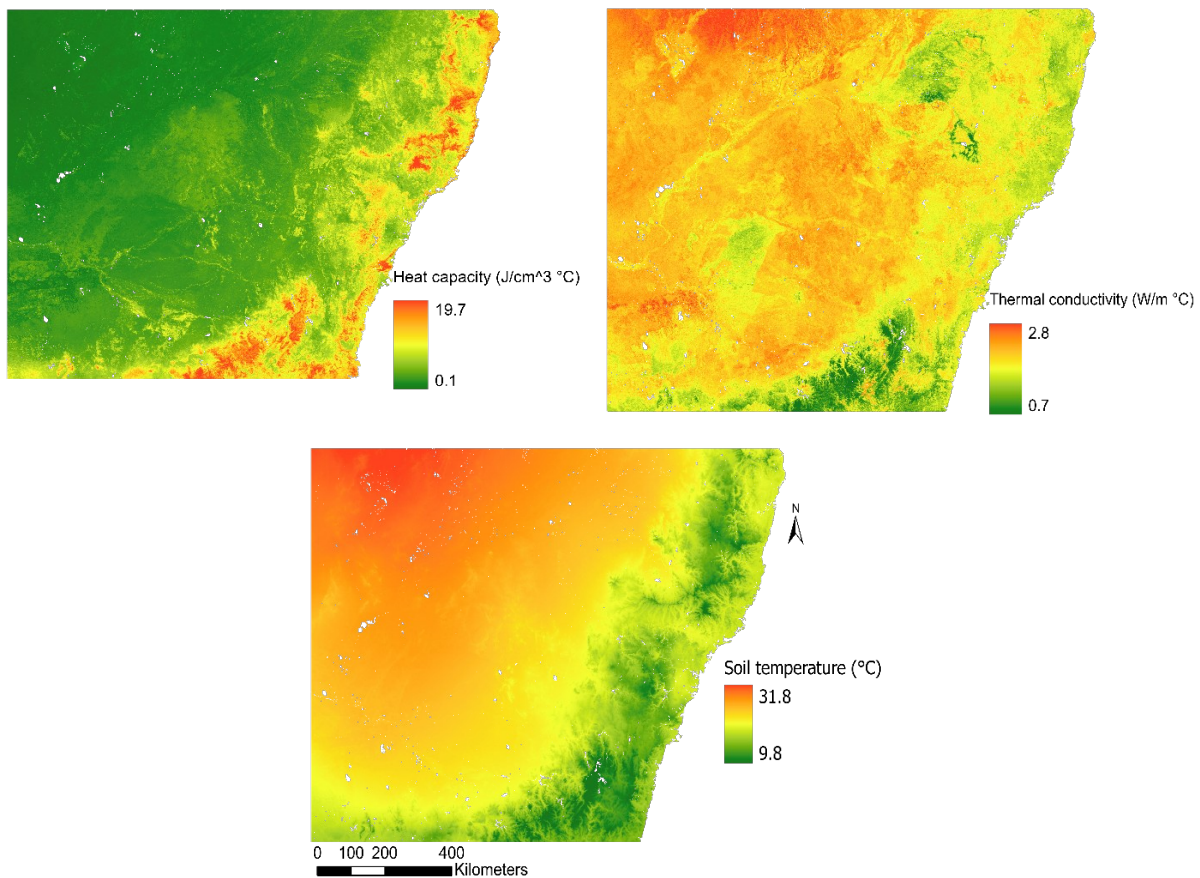 Heat capacity (J/cm^3 °C)
19.7
0.1
Thermal conductivity (W/m °C)
2.8
0.7
N
Soil temperature (°C)
31.8
9.8
0 100 200 400
Kilometers